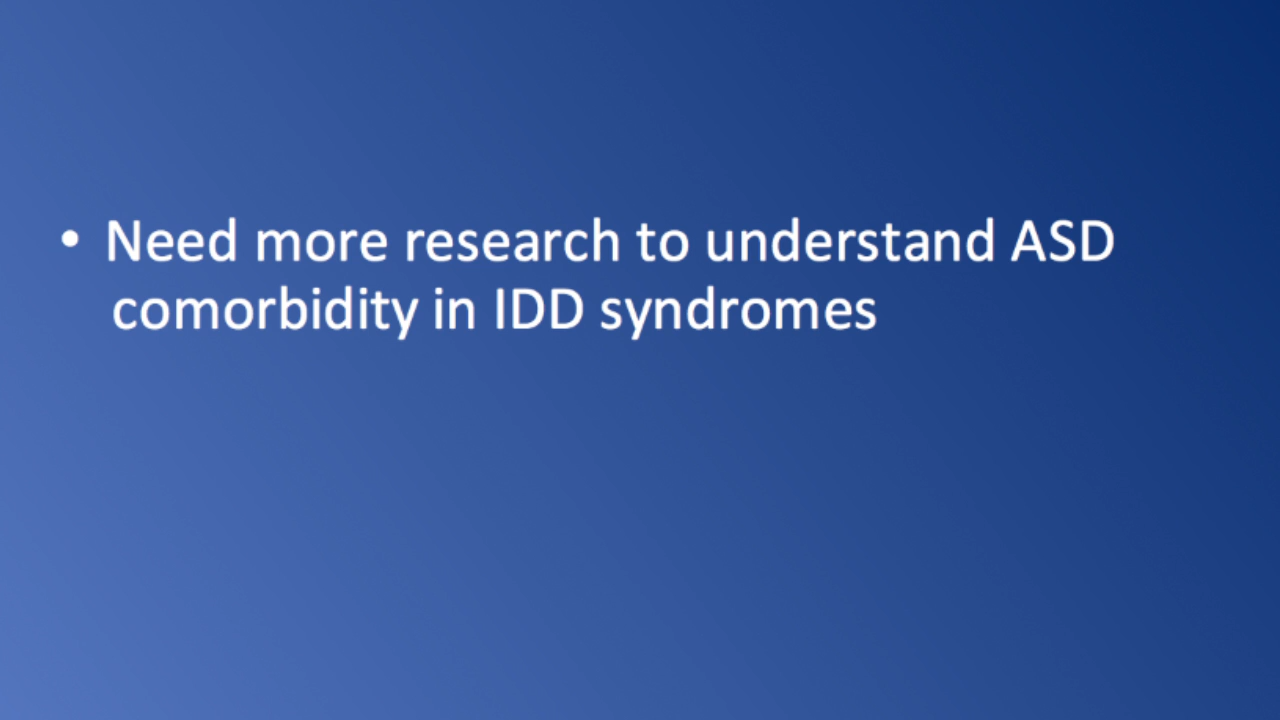 • Need more research to understand ASD
comorbidity in IDD syndromes